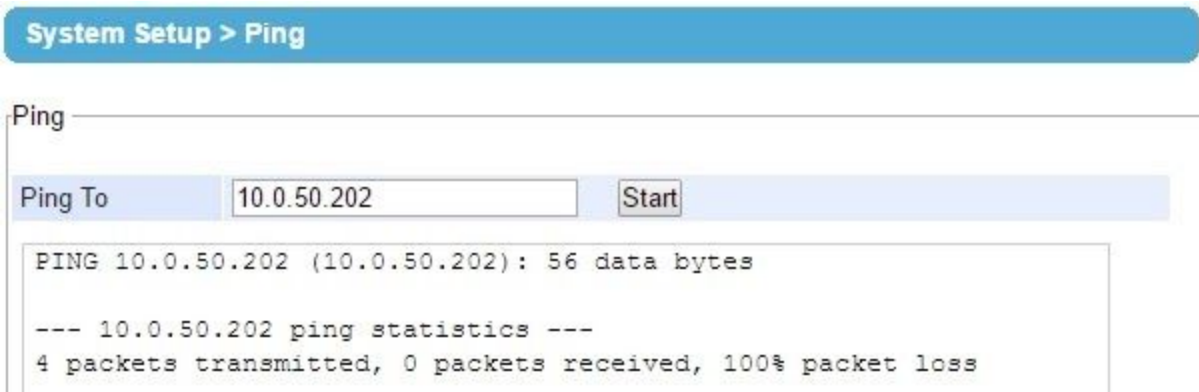 System Setup > Ping
Ping
Ping To 10.0.50.202 Start
PING 10.0.50.202 (10.0.50.202): 56 data bytes
--- 10.0.50.202 ping statistics ---
4 packets transmitted, 0 packets received, 100% packet loss